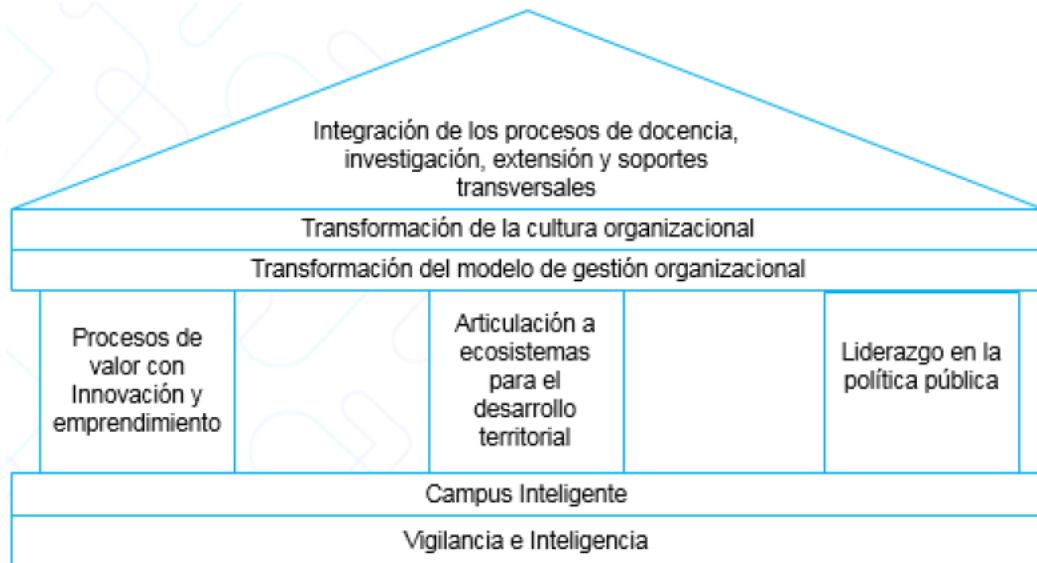 Integración de los procesos de docencia,
investigación, extensión y soportes
transversales
Transformación de la cultura organizacional
Transformación del modelo de gestión organizacional
Procesos de
valor con
Innovación y
emprendimiento
Articulación a
ecosistemas
para el
desarrollo
territorial
Liderazgo en la
política pública
Campus Inteligente
Vigilancia e Inteligencia